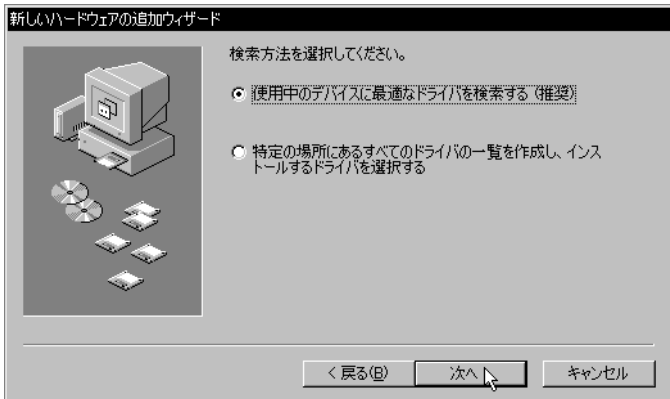 新しいハードウェアの追加ウィザード
検索方法を選択してください。
使用中のデバイスに最適なドライバを検索する (推奨)
特定の場所にあるすべてのドライバの一覧を作成し、インス
トールするドライバを選択する
< 戻る(B)
次へ
キャンセル